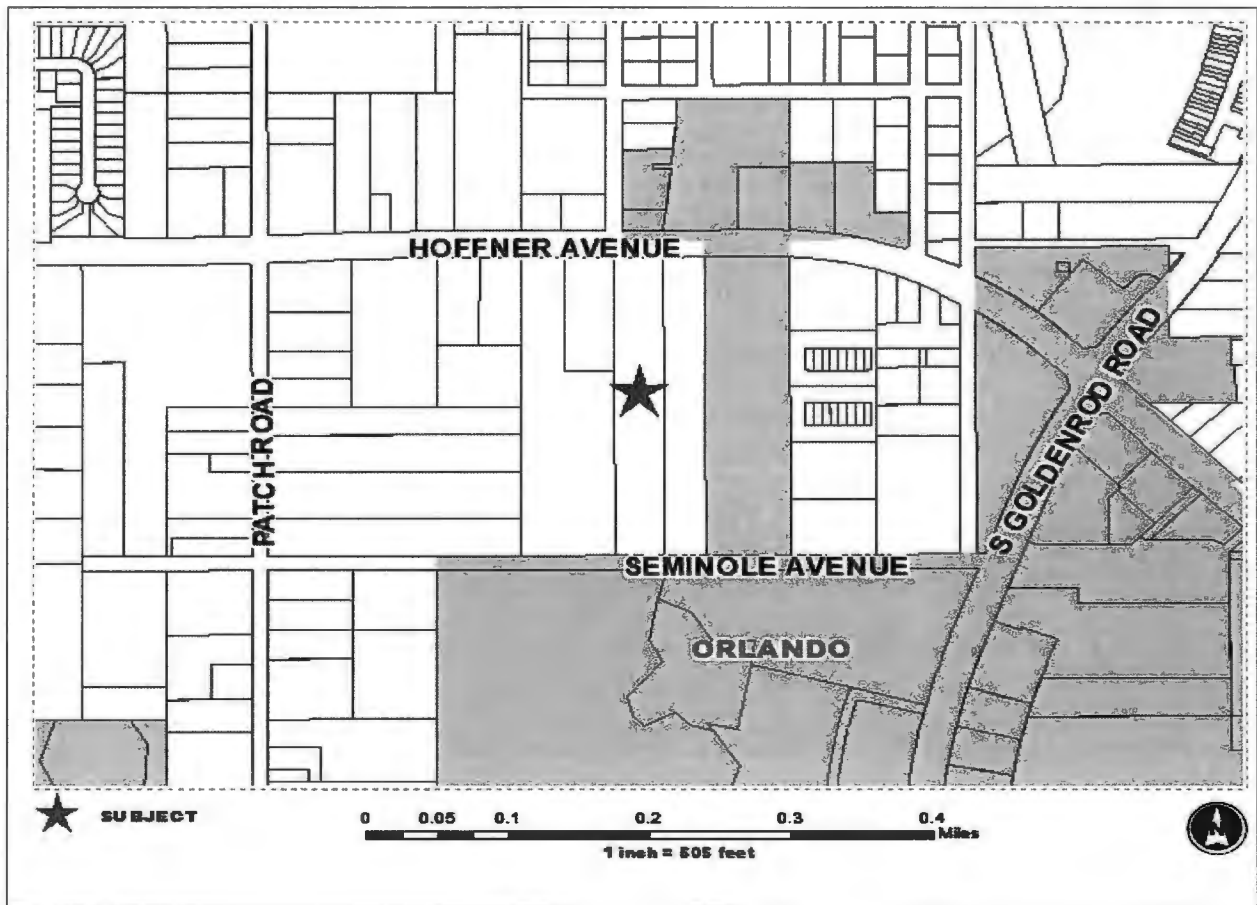 HOFFNER AVENUE
PATCH ROAD
S GOLDENROD ROAD
SEMINOLE AVENUE
ORLANDO
SUBJECT
0 0.05 0.1 0.2 0.3 0.4
Miles
1 inch = 505 feet
N